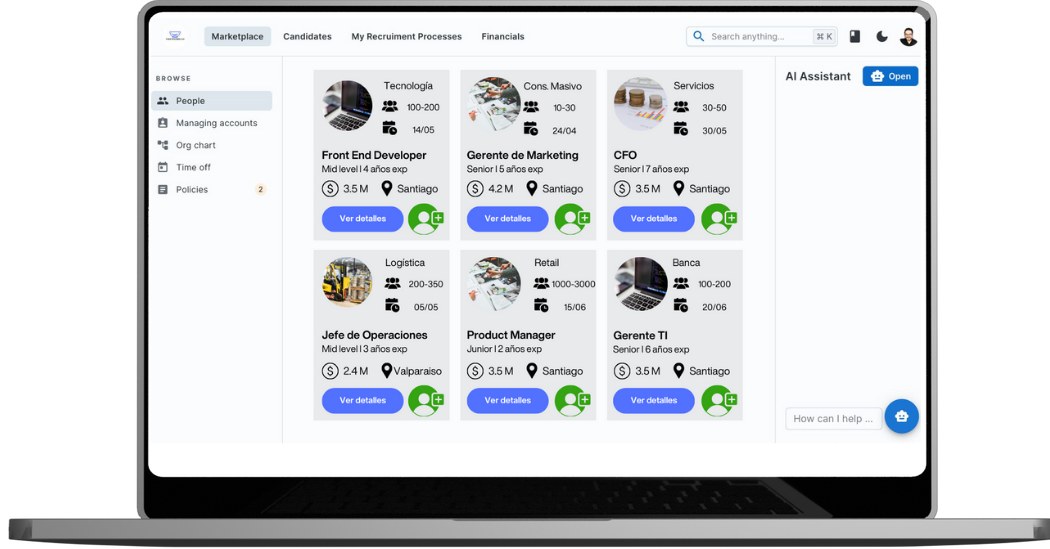 Marketplace
Candidates
My Recruiment Processes
Financials
Search anything...
⌘ K
BROWSE
People
Managing accounts
Org chart
Time off
Policies
2
Tecnología
100-200
14/05
Front End Developer
Mid level I 4 años exp
3.5 M
Santiago
Ver detalles
Cons. Masivo
10-30
24/04
Gerente de Marketing
Senior I 5 años exp
4.2 M
Santiago
Ver detalles
Servicios
30-50
30/05
CFO
Senior I 7 años exp
3.5 M
Santiago
Ver detalles
Logística
200-350
05/05
Jefe de Operaciones
Mid level I 3 años exp
2.4 M
Valparaiso
Ver detalles
Retail
1000-3000
15/06
Product Manager
Junior I 2 años exp
3.5 M
Santiago
Ver detalles
Banca
100-200
20/06
Gerente TI
Senior I 6 años exp
3.5 M
Santiago
Ver detalles
AI Assistant
Open
How can I help ...